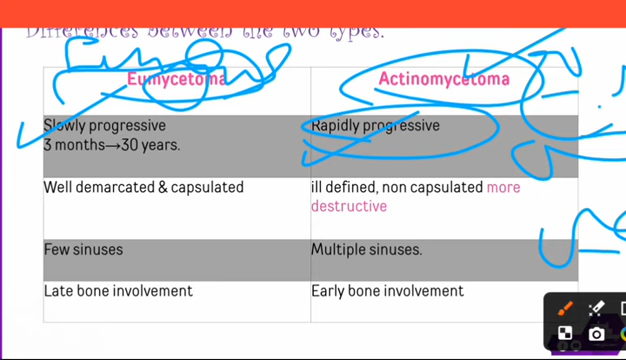 Differences between the two types.
Eumycetoma Actinomycetoma
Slowly progressive Rapidly progressive
3 months→30 years.
Well demarcated & capsulated ill defined, non capsulated more
destructive
Few sinuses Multiple sinuses.
Late bone involvement Early bone involvement